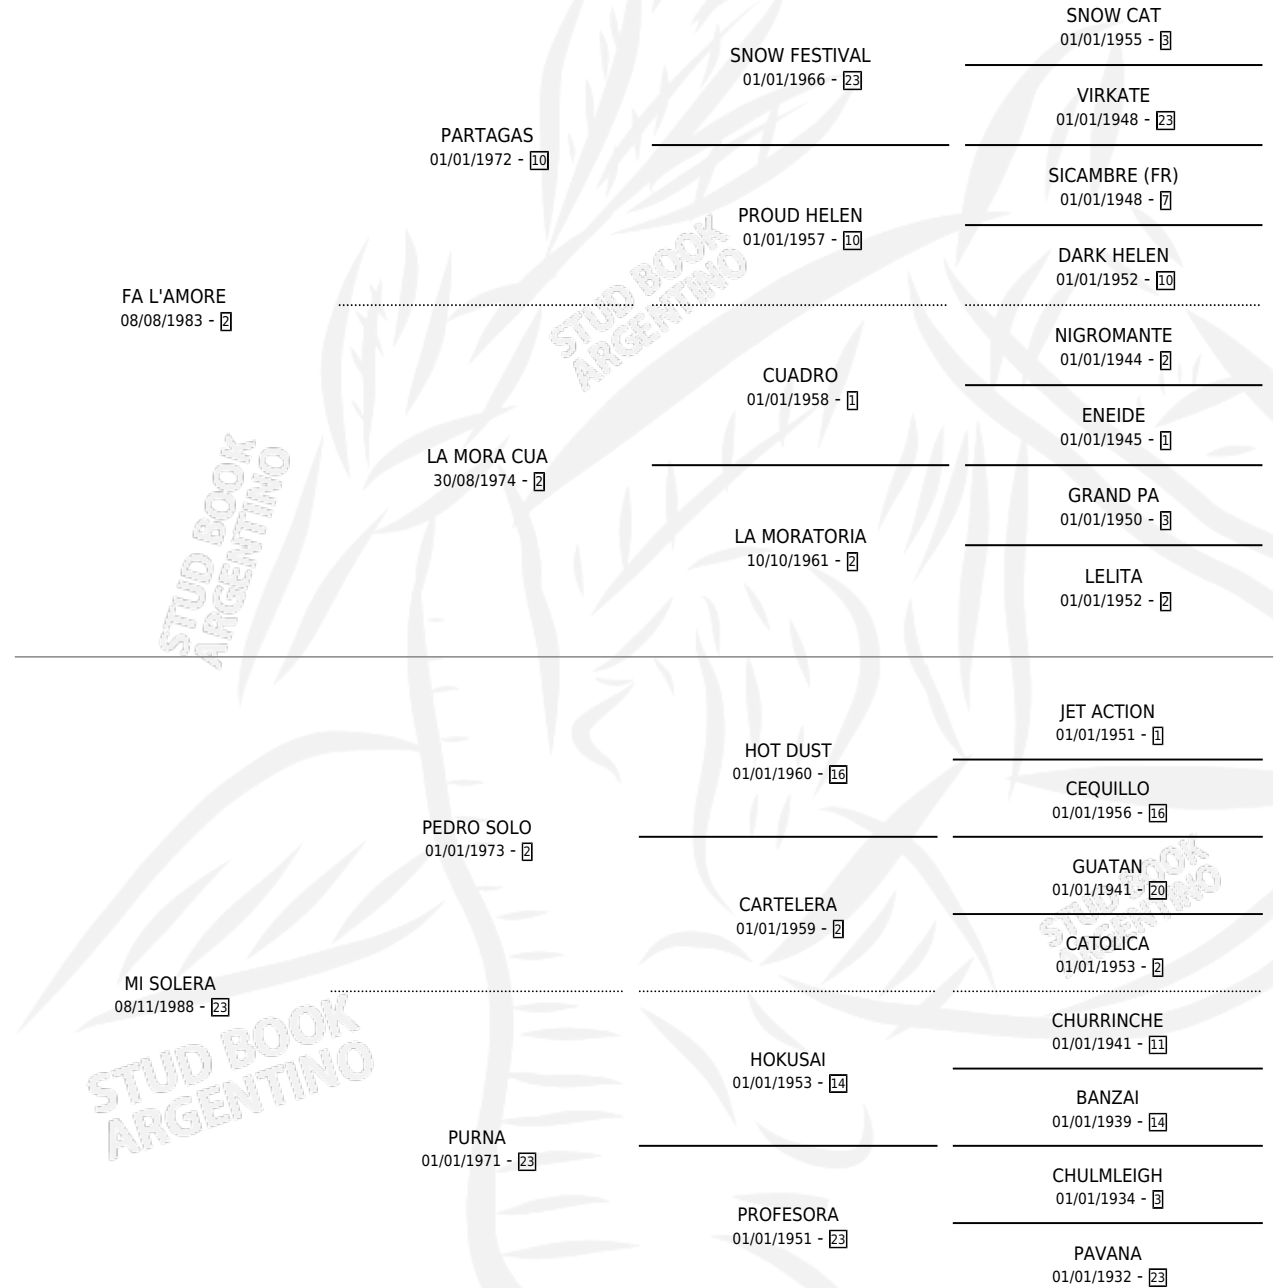 SNOW CAT
01/01/1955 - 3
SNOW FESTIVAL
01/01/1966 - 23
VIRKATE
01/01/1948 - 23
PARTAGAS
01/01/1972 - 10
SICAMBRE (FR)
01/01/1948 - 7
PROUD HELEN
01/01/1957 - 10
DARK HELEN
01/01/1952 - 10
FA L'AMORE
08/08/1983 - 2
NIGROMANTE
01/01/1944 - 2
CUADRO
01/01/1958 - 1
ENEIDE
01/01/1945 - 1
LA MORA CUA
30/08/1974 - 2
GRAND PA
01/01/1950 - 3
LA MORATORIA
10/10/1961 - 2
LELITA
01/01/1952 - 2
JET ACTION
01/01/1951 - 1
HOT DUST
01/01/1960 - 16
CEQUILLO
01/01/1956 - 16
PEDRO SOLO
01/01/1973 - 2
GUATAN
01/01/1941 - 20
CARTELERA
01/01/1959 - 2
CATOLICA
01/01/1953 - 2
MI SOLERA
08/11/1988 - 23
CHURRINCHE
01/01/1941 - 11
HOKUSAI
01/01/1953 - 14
BANZAI
01/01/1939 - 14
PURNA
01/01/1971 - 23
CHULMLEIGH
01/01/1934 - 3
PROFESORA
01/01/1951 - 23
PAVANA
01/01/1932 - 23
STUD BOOK
ARGENTINO
STUD BOOK
ARGENTINO
STUD BOOK
ARGENTINO
STUD BOOK
ARGENTINO